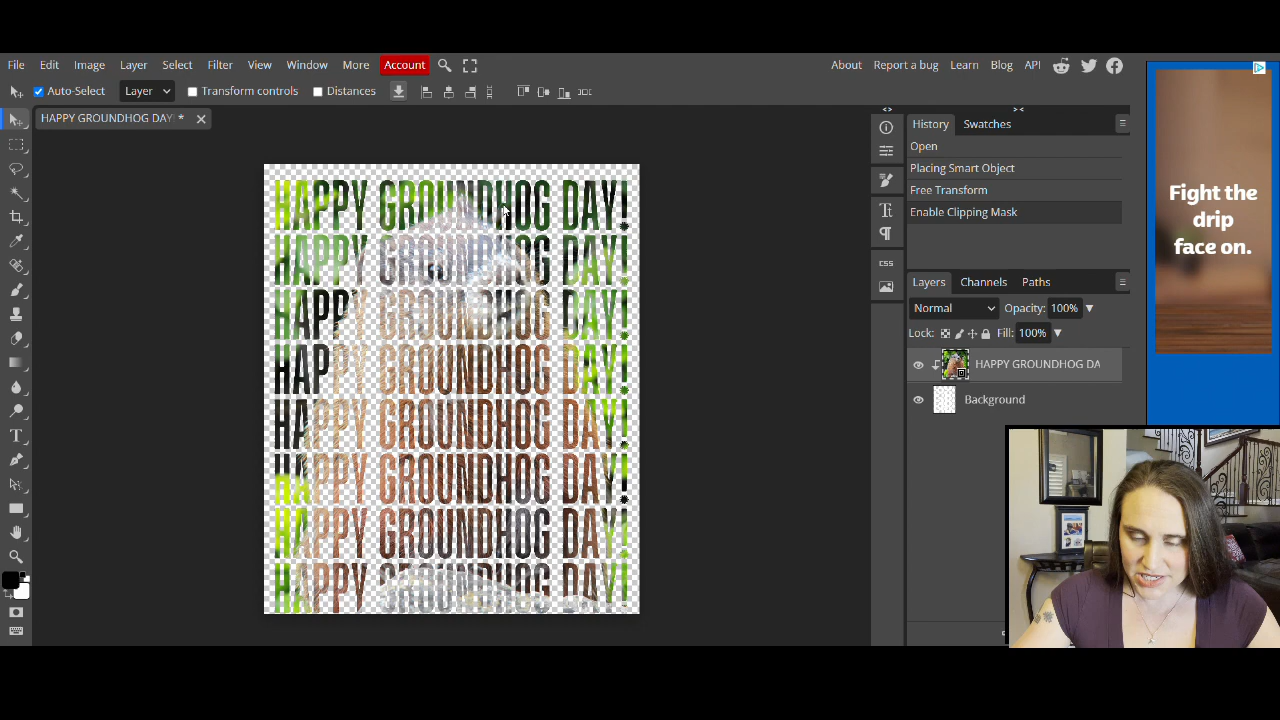 File Edit Image Layer Select Filter View Window More Account About Report a bug Learn Blog API
Auto-Select Layer Transform controls Distances
HAPPY GROUNDHOG DAY! *
History Swatches
Open
Placing Smart Object
Free Transform
Enable Clipping Mask
Layers Channels Paths
Normal Opacity: 100%
Lock: Fill: 100%
HAPPY GROUNDHOG DA
Background
CSS
HAPPY GROUNDHOG DAY!
HAPPY GROUNDHOG DAY!
HAPPY GROUNDHOG DAY!
HAPPY GROUNDHOG DAY!
HAPPY GROUNDHOG DAY!
HAPPY GROUNDHOG DAY!
HAPPY GROUNDHOG DAY!
HAPPY GROUNDHOG DAY!
Fight the
drip
face on.